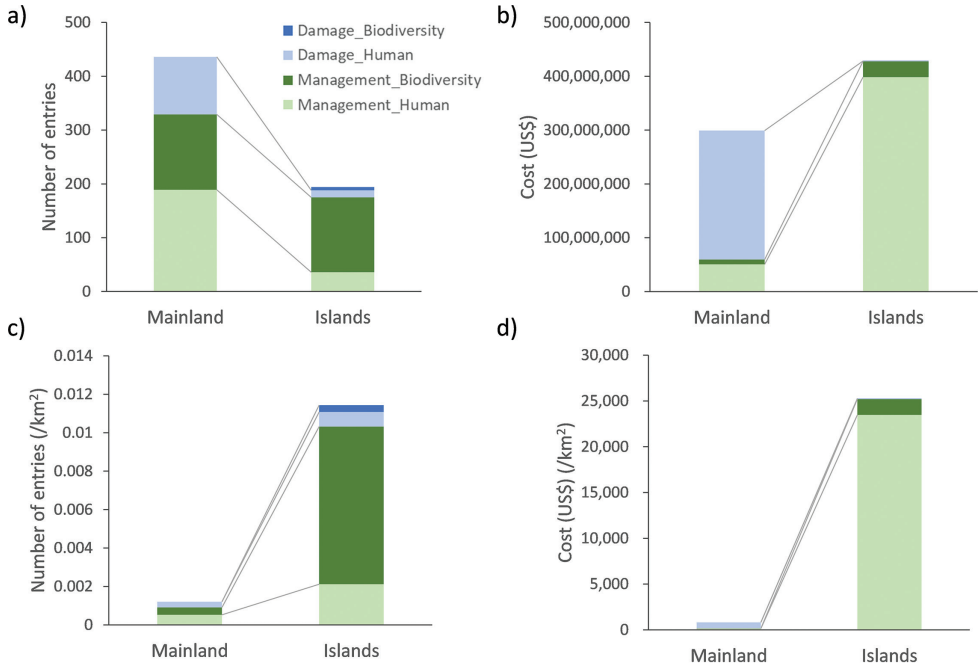 a)
500
400
300
200
100
0
Number of entries
Damage_Biodiversity
Damage_Human
Management_Biodiversity
Management_Human
Mainland
Islands
b)
500,000,000
400,000,000
300,000,000
200,000,000
100,000,000
0
Cost (US$)
Mainland
Islands
c)
0.014
0.012
0.01
0.008
0.006
0.004
0.002
0
Number of entries (/km²)
Mainland
Islands
d)
30,000
25,000
20,000
15,000
10,000
5,000
0
Cost (US$) (/km²)
Mainland
Islands